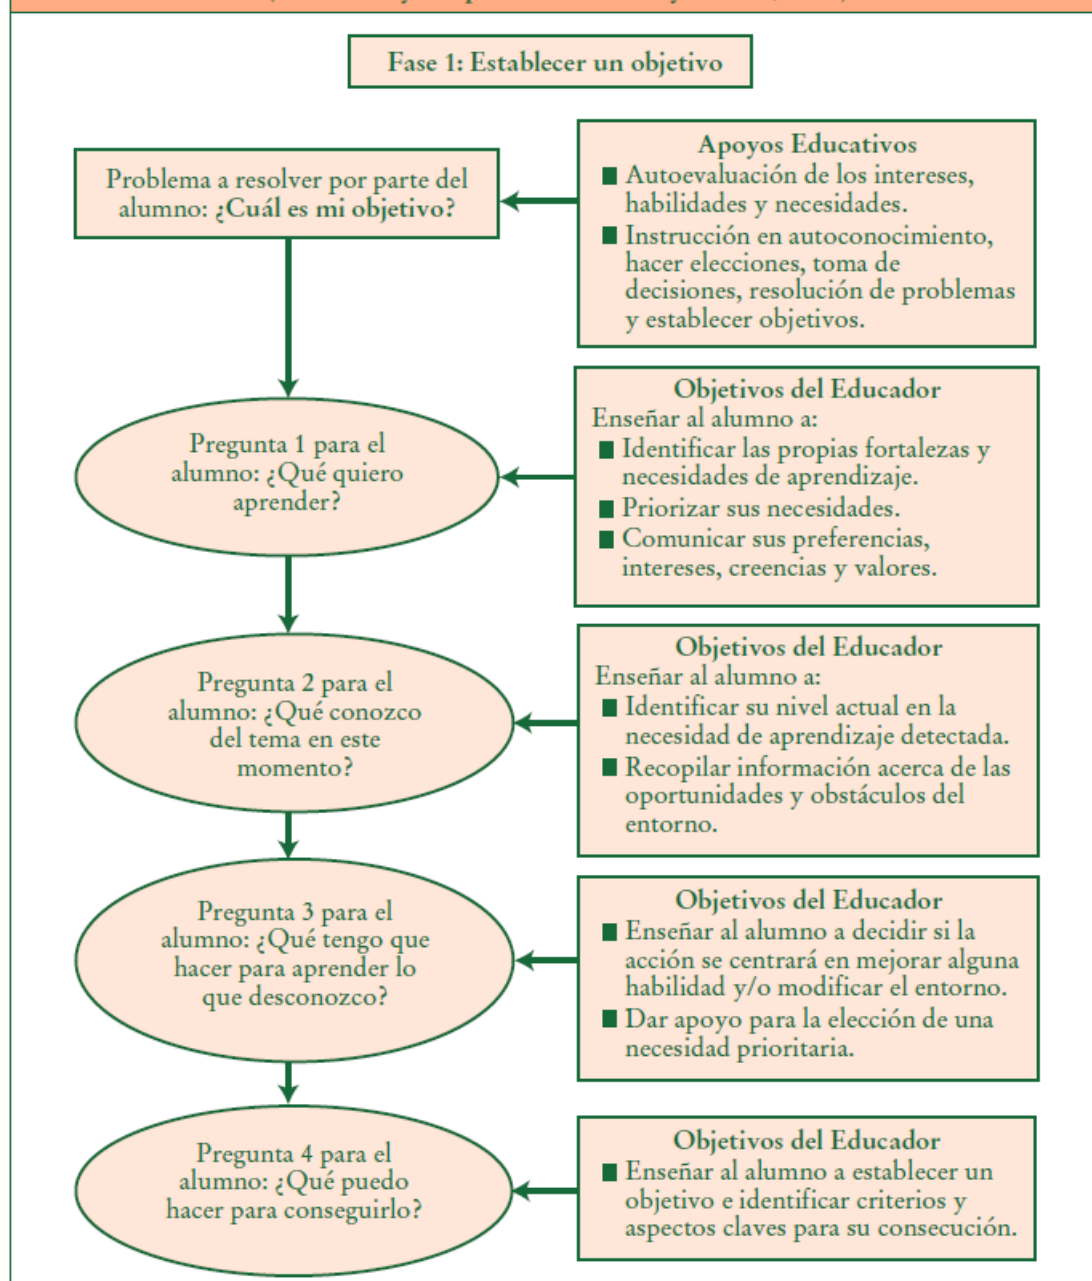 Fase 1: Establecer un objetivo
Problema a resolver por parte del
alumno: ¿Cuál es mi objetivo?
Apoyos Educativos
■ Autoevaluación de los intereses,
habilidades y necesidades.
■ Instrucción en autoconocimiento,
hacer elecciones, toma de
decisiones, resolución de problemas
y establecer objetivos.
Pregunta 1 para el
alumno: ¿Qué quiero
aprender?
Objetivos del Educador
Enseñar al alumno a:
■ Identificar las propias fortalezas y
necesidades de aprendizaje.
■ Priorizar sus necesidades.
■ Comunicar sus preferencias,
intereses, creencias y valores.
Pregunta 2 para el
alumno: ¿Qué conozco
del tema en este
momento?
Objetivos del Educador
Enseñar al alumno a:
■ Identificar su nivel actual en la
necesidad de aprendizaje detectada.
■ Recopilar información acerca de las
oportunidades y obstáculos del
entorno.
Pregunta 3 para el
alumno: ¿Qué tengo que
hacer para aprender lo
que desconozco?
Objetivos del Educador
■ Enseñar al alumno a decidir si la
acción se centrará en mejorar alguna
habilidad y/o modificar el entorno.
■ Dar apoyo para la elección de una
necesidad prioritaria.
Pregunta 4 para el
alumno: ¿Qué puedo
hacer para conseguirlo?
Objetivos del Educador
■ Enseñar al alumno a establecer un
objetivo e identificar criterios y
aspectos claves para su consecución.